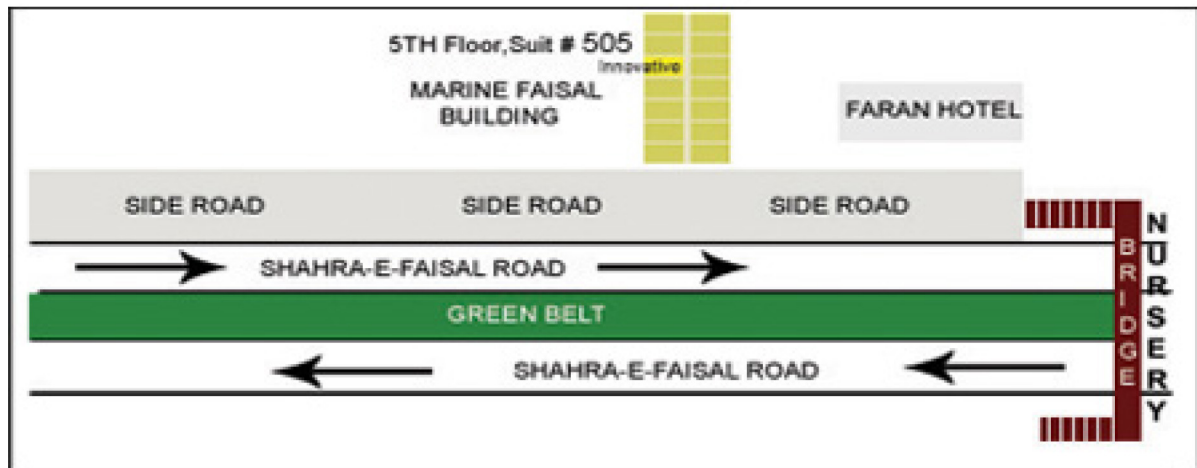 5TH Floor,Suit # 505
Innovative
MARINE FAISAL
BUILDING
FARAN HOTEL
SIDE ROAD SIDE ROAD SIDE ROAD
SHAHRA-E-FAISAL ROAD
GREEN BELT
SHAHRA-E-FAISAL ROAD
BRIDGE
NURSERY